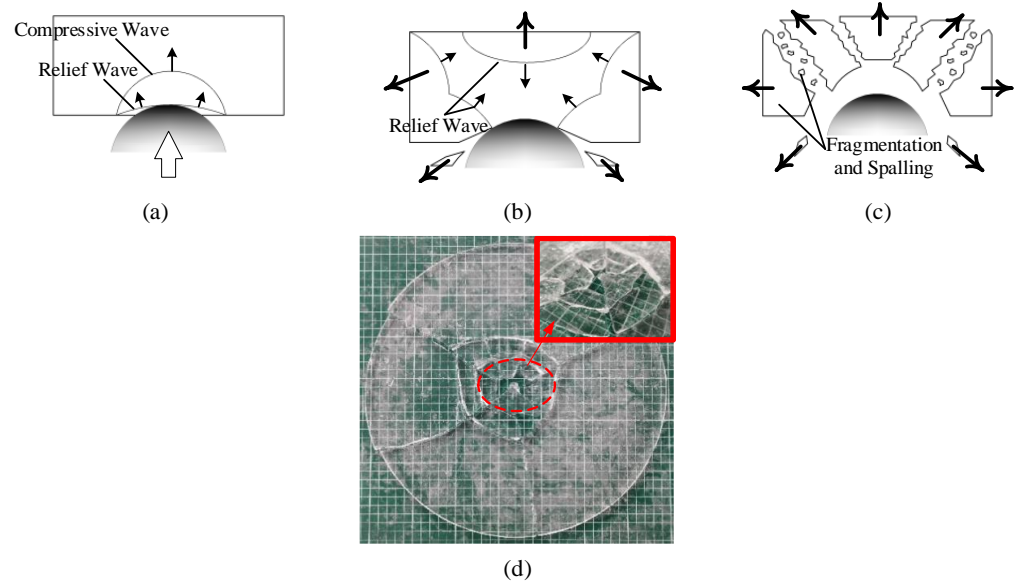 Compressive Wave
Relief Wave
(a)
Relief Wave
(b)
Fragmentation
and Spalling
(c)
(d)